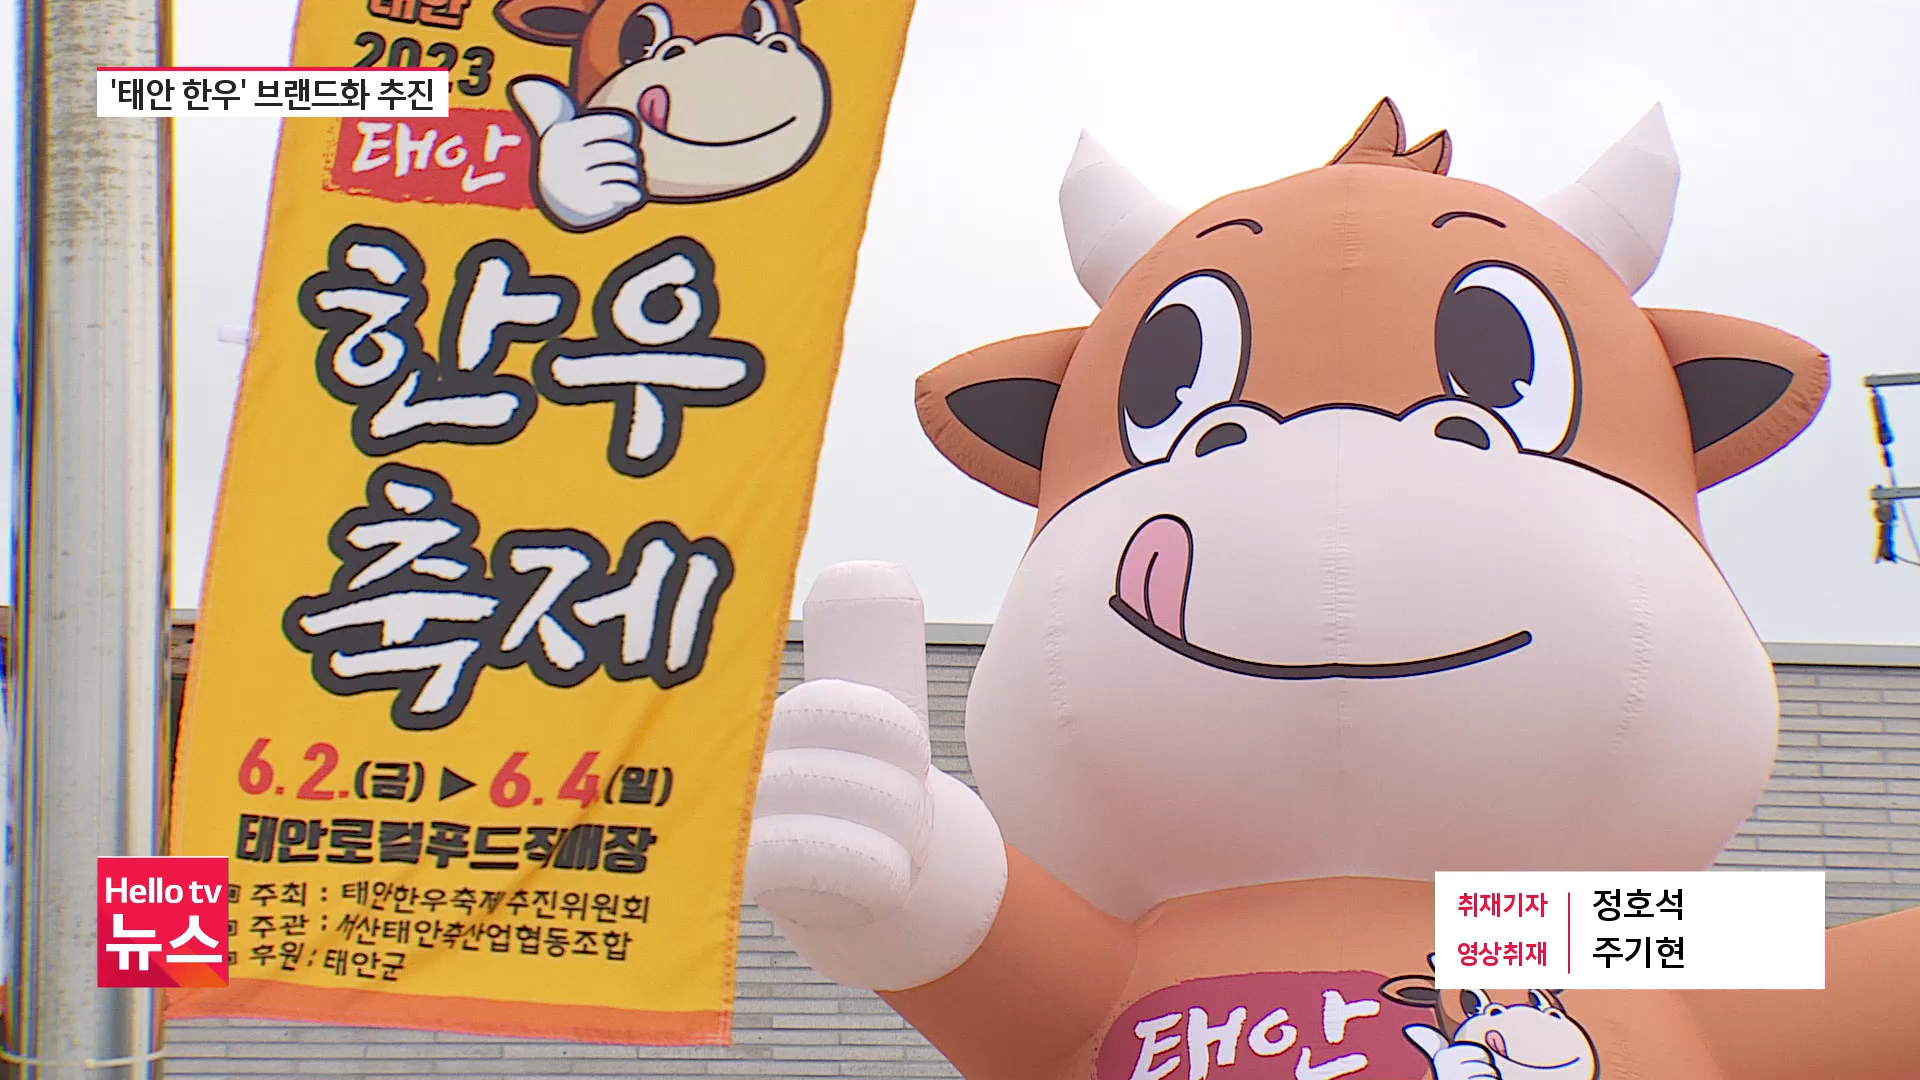 '태안 한우' 브랜드화 추진
태안
2023
태안
한우
축제
6.2.(금) ▶ 6.4(일)
태안로컬푸드직매장
주최 : 태안한우축제추진위원회
주관 : 서산태안축산업협동조합
후원 : 태안군
Hello tv
뉴스
취재기자 정호석
영상취재 주기현
태안